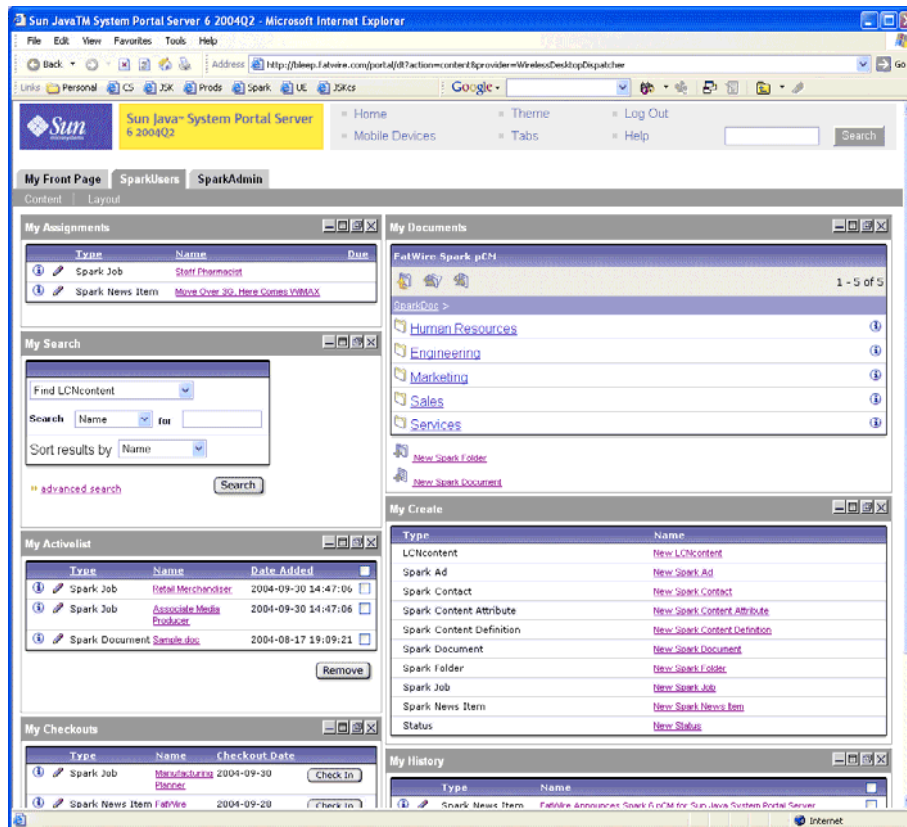 Sun JavaTM System Portal Server 6 2004Q2 - Microsoft Internet Explorer
File Edit View Favorites Tools Help
Back Address http://bleep.fatwire.com/portal/dt?action=content&provider=WirelessDesktopDispatcher Go
Links Personal CS JSK Prods Spark UE JSKcs Google
Sun microsystems
Sun Java™ System Portal Server
6 2004Q2
Home Theme Log Out
Mobile Devices Tabs Help Search
My Front Page SparkUsers SparkAdmin
Content Layout
My Assignments
Type Name Due
Spark Job Staff Pharmacist
Spark News Item Move Over 3G, Here Comes WiMAX
My Search
Find LCNcontent
Search Name for
Sort results by Name
advanced search Search
My Activelist
Type Name Date Added
Spark Job Retail Merchandiser 2004-09-30 14:47:06
Spark Job Associate Media Producer 2004-09-30 14:47:06
Spark Document Sample doc 2004-08-17 19:09:21
Remove
My Checkouts
Type Name Checkout Date
Spark Job Manufacturing Planner 2004-09-30 Check In
Spark News Item FatWire 2004-09-20 Check In
My Documents
FatWire Spark pCM
1 - 5 of 5
SparkDoc >
Human Resources
Engineering
Marketing
Sales
Services
New Spark Folder
New Spark Document
My Create
Type Name
LCNcontent New LCNcontent
Spark Ad New Spark Ad
Spark Contact New Spark Contact
Spark Content Attribute New Spark Content Attribute
Spark Content Definition New Spark Content Definition
Spark Document New Spark Document
Spark Folder New Spark Folder
Spark Job New Spark Job
Spark News Item New Spark News Item
Status New Status
My History
Type Name
Spark News Item FatWire Announces Spark 6 pCM for Sun Java System Portal Server
Internet